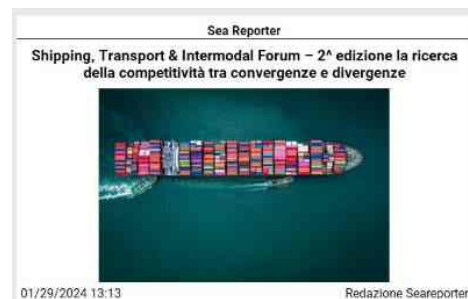 Sea Reporter
Shipping, Transport & Intermodal Forum – 2^ edizione la ricerca
della competitività tra convergenze e divergenze
01/29/2024 13:13
Redazione Seareporter